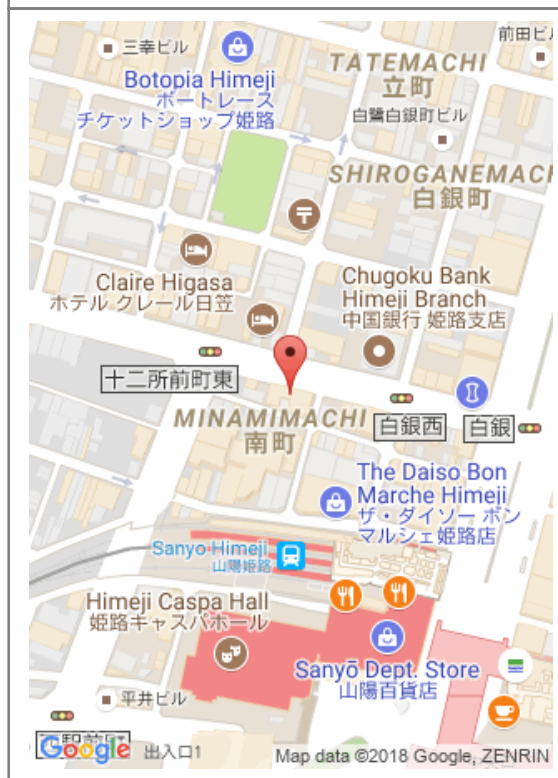 三幸ビル
前田ビル
Botopia Himeji
ボートレース
チケットショップ姫路
TATEMACHI
立町
白鷺白銀町ビル
SHIROGANEMACH
白銀町
Claire Higasa
ホテル クレール日笠
Chugoku Bank
Himeji Branch
中国銀行 姫路支店
十二所前町東
MINAMIMACHI
南町
白銀西
白銀
The Daiso Bon
Marche Himeji
ザ・ダイソー ボン
マルシェ姫路店
Sanyo Himeji
山陽姫路
Himeji Caspa Hall
姫路キャスパホール
Sanyō Dept. Store
山陽百貨店
平井ビル
Google
出入口1
Map data ©2018 Google, ZENRIN